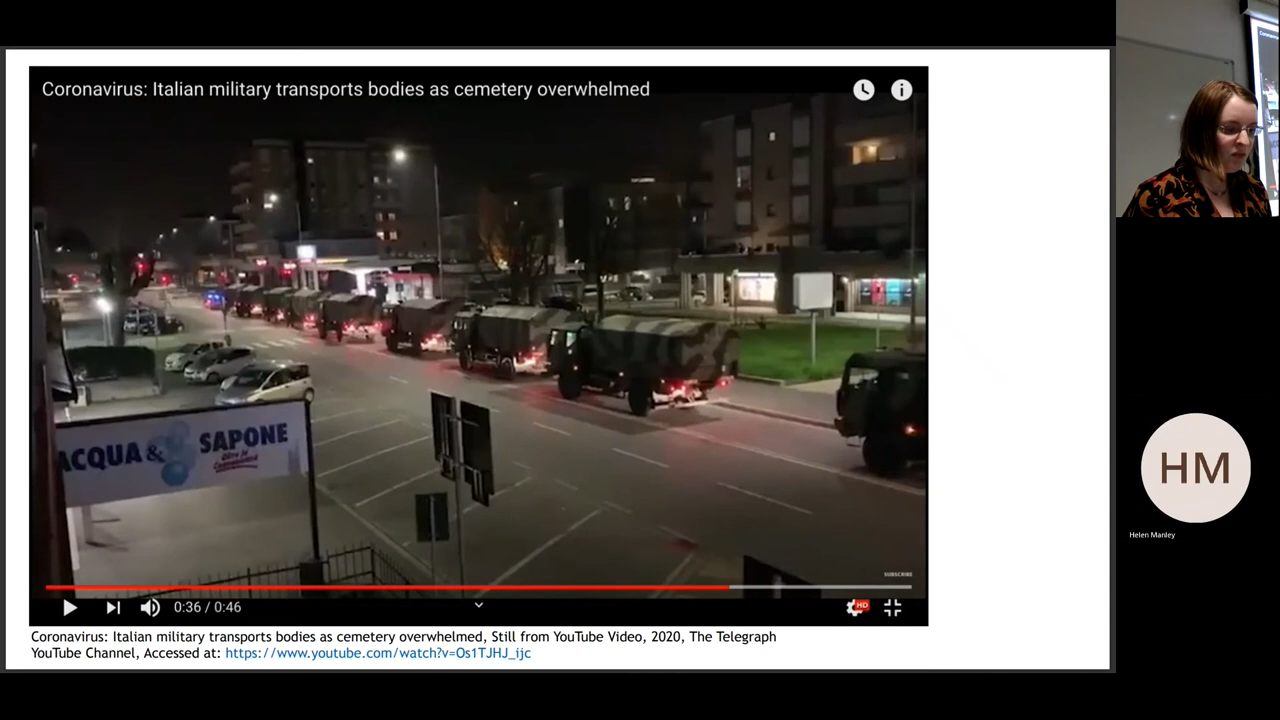 Coronavirus: Italian military transports bodies as cemetery overwhelmed
ACQUA & SAPONE
SUBSCRIBE
0:36 / 0:46
HD
Coronavirus: Italian military transports bodies as cemetery overwhelmed, Still from YouTube Video, 2020, The Telegraph
YouTube Channel, Accessed at: https://www.youtube.com/watch?v=Os1TJHJ_ijc
HM
Helen Manley